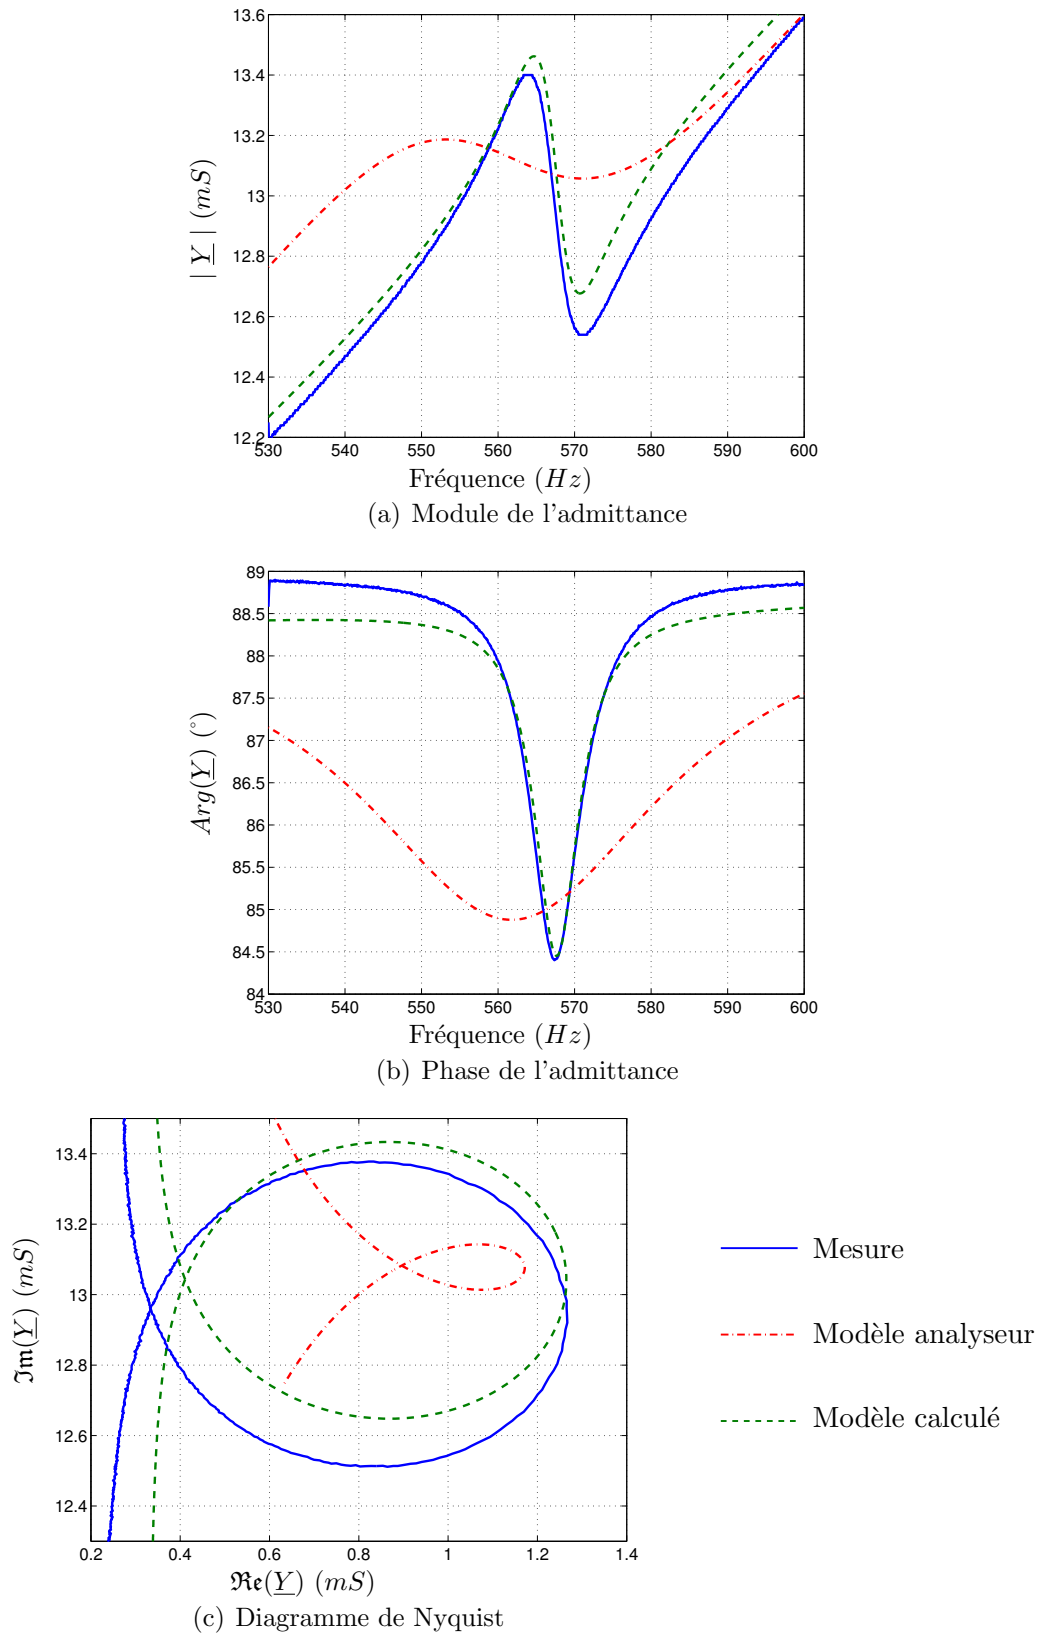 13.6
13.4
13.2
13
12.8
12.6
12.4
12.2
530 540 550 560 570 580 590 600
| Y | (mS)
Fréquence (Hz)
(a) Module de l'admittance
89
88.5
88
87.5
87
86.5
86
85.5
85
84.5
84
530 540 550 560 570 580 590 600
Arg(Y) (°)
Fréquence (Hz)
(b) Phase de l'admittance
13.4
13.2
13
12.8
12.6
12.4
0.2 0.4 0.6 0.8 1 1.2 1.4
ℑm(Y) (mS)
ℜe(Y) (mS)
(c) Diagramme de Nyquist
Mesure
Modèle analyseur
Modèle calculé